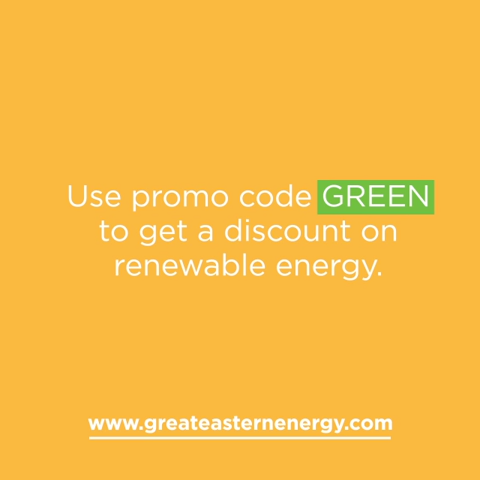 Use promo code GREEN
to get a discount on
renewable energy.
www.greateasternenergy.com